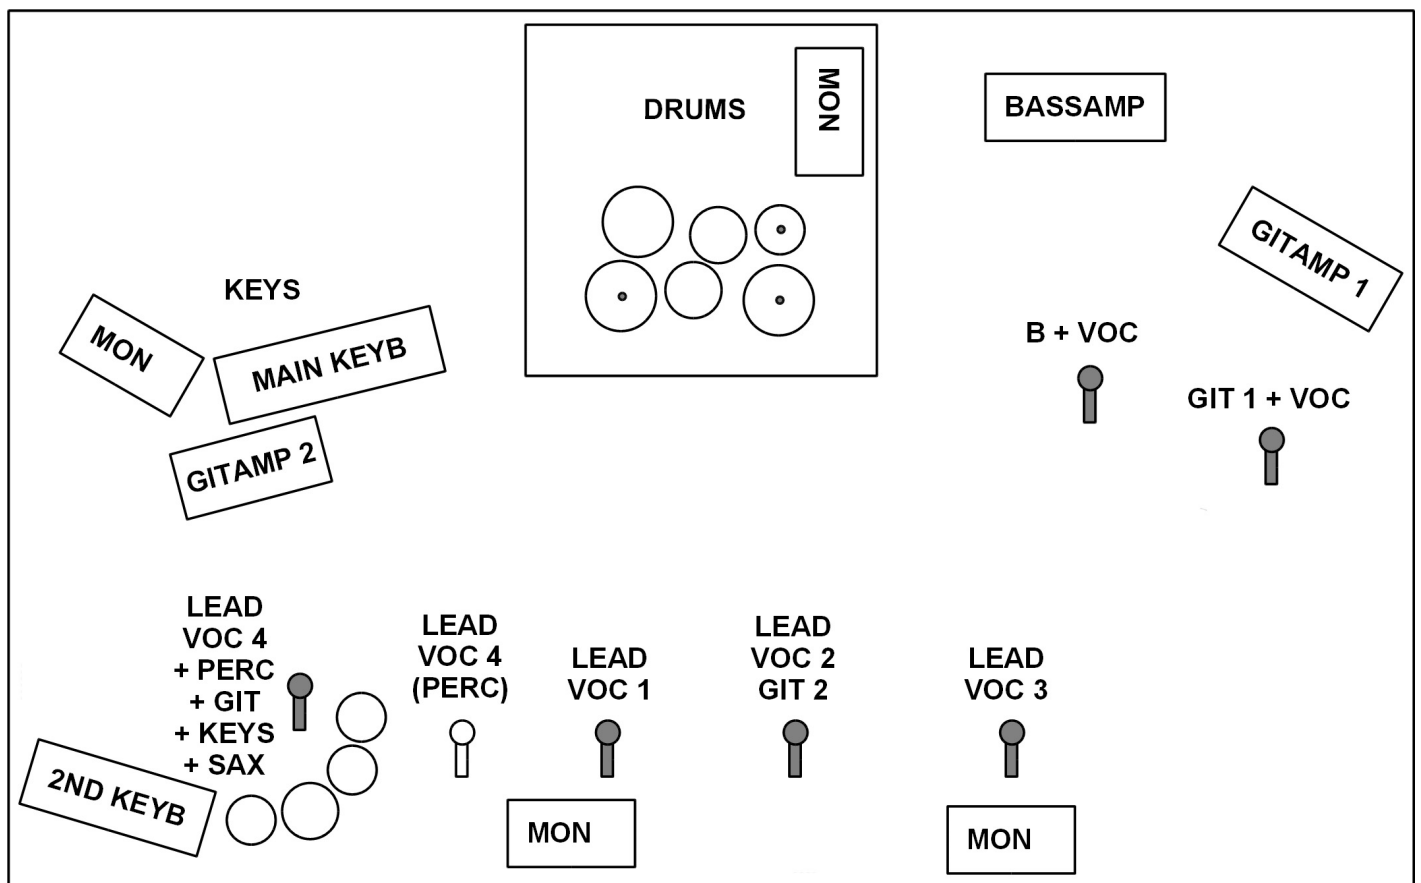 DRUMS
MON
BASSAMP
GITAMP 1
KEYS
MON
MAIN KEYB
GITAMP 2
B + VOC
GIT 1 + VOC
LEAD
VOC 4
+ PERC
+ GIT
+ KEYS
+ SAX
2ND KEYB
LEAD
VOC 4
(PERC)
LEAD
VOC 1
LEAD
VOC 2
GIT 2
LEAD
VOC 3
MON
MON